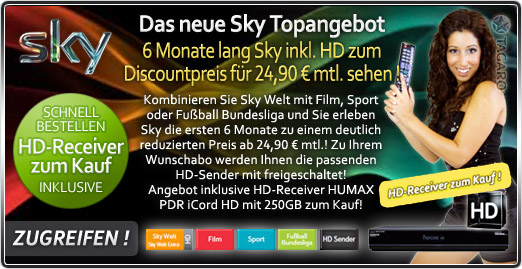 sky
Das neue Sky Topangebot
6 Monate lang Sky inkl. HD zum
Discountpreis für 24,90 € mtl. sehen !
SCHNELL
BESTELLEN
HD-Receiver
zum Kauf
INKLUSIVE
Kombinieren Sie Sky Welt mit Film, Sport
oder Fußball Bundesliga und Sie erleben
Sky die ersten 6 Monate zu einem deutlich
reduzierten Preis ab 24,90 € mtl.! Zu Ihrem
Wunschabo werden Ihnen die passenden
HD-Sender mit freigeschaltet!
Angebot inklusive HD-Receiver HUMAX
PDR iCord HD mit 250GB zum Kauf!
TACARO
HD-Receiver zum Kauf !
HD
ZUGREIFEN !
Sky Welt
Sky Welt Extra
HD
Film
Sport
Fußball
Bundesliga
HD Sender